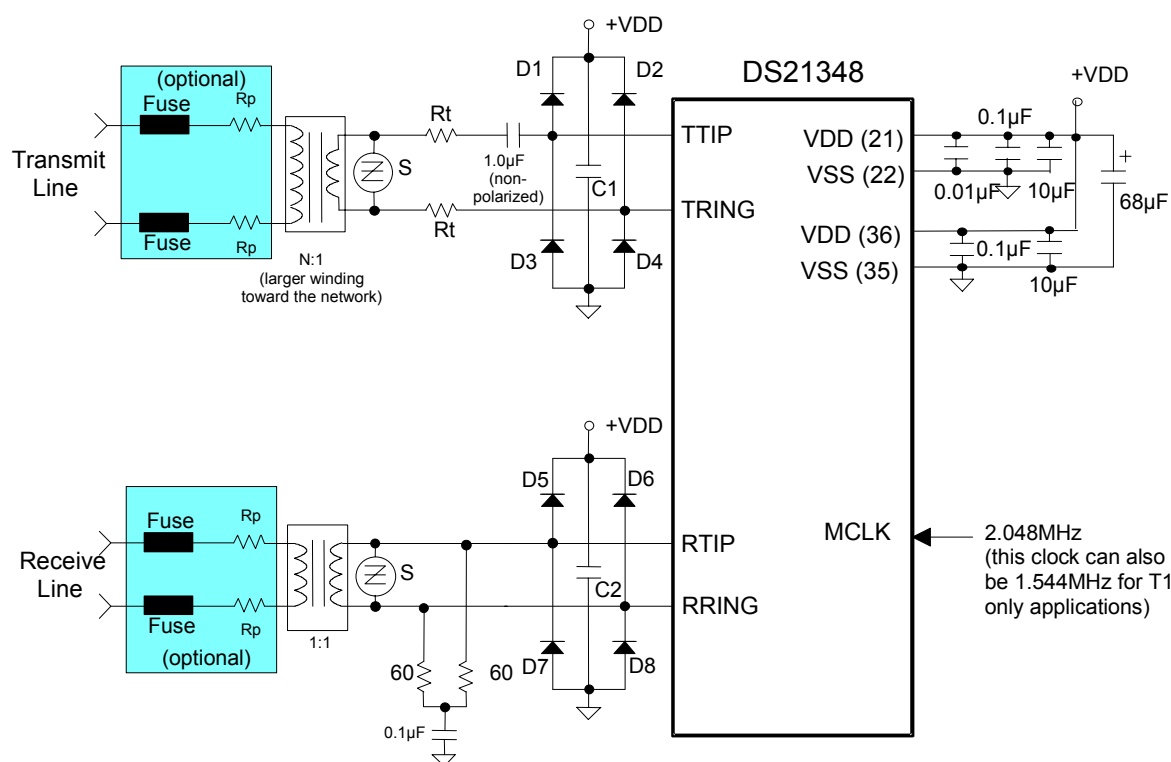 +VDD
(optional)
Fuse
Rp
Transmit
Line
Fuse
Rp
N:1
(larger winding
toward the network)
S
Rt
Rt
1.0µF
(non-
polarized)
D1
D2
C1
D3
D4
DS21348
TTIP
TRING
VDD (21)
VSS (22)
VDD (36)
VSS (35)
+VDD
0.1µF
0.01µF
10µF
+
68µF
0.1µF
10µF
+VDD
Fuse
Rp
Receive
Line
Fuse
Rp
(optional)
1:1
S
60
60
0.1µF
D5
D6
C2
D7
D8
RTIP
RRING
MCLK
2.048MHz
(this clock can also
be 1.544MHz for T1
only applications)